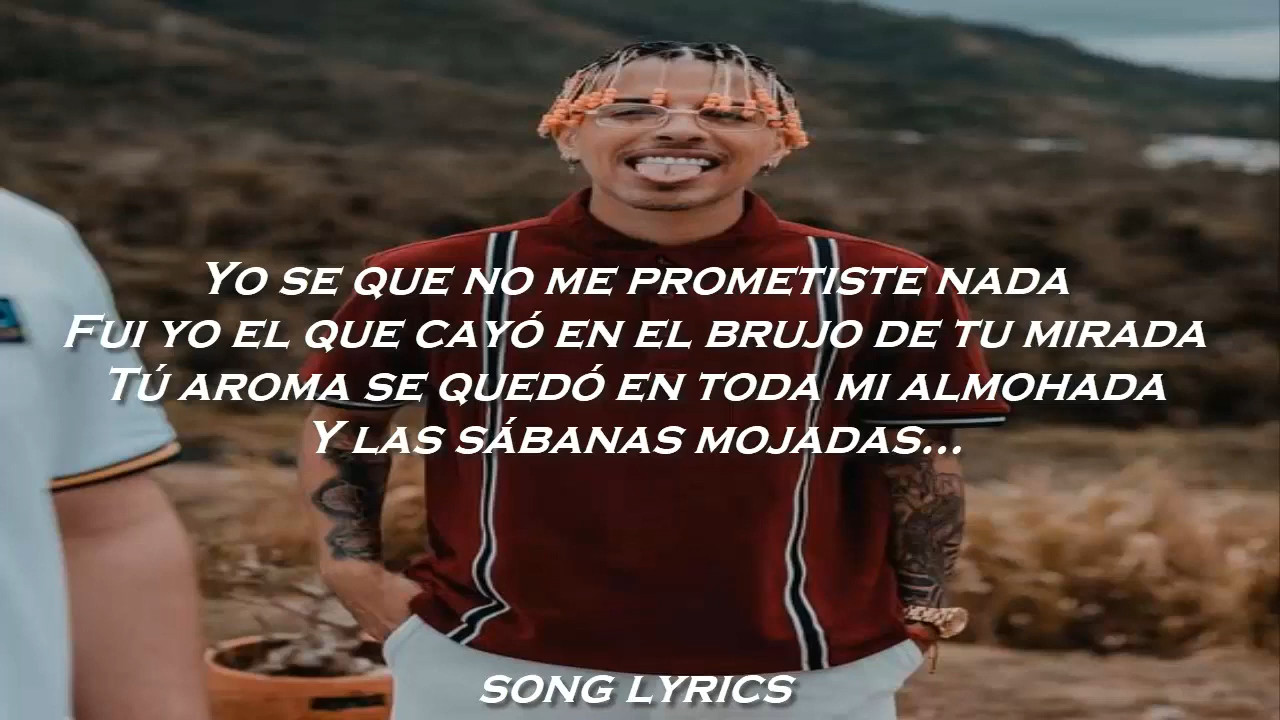 Yo se que no me prometiste nada
Fui yo el que cayó en el brujo de tu mirada
Tú aroma se quedó en toda mi almohada
Y las sábanas mojadas...
SONG LYRICS